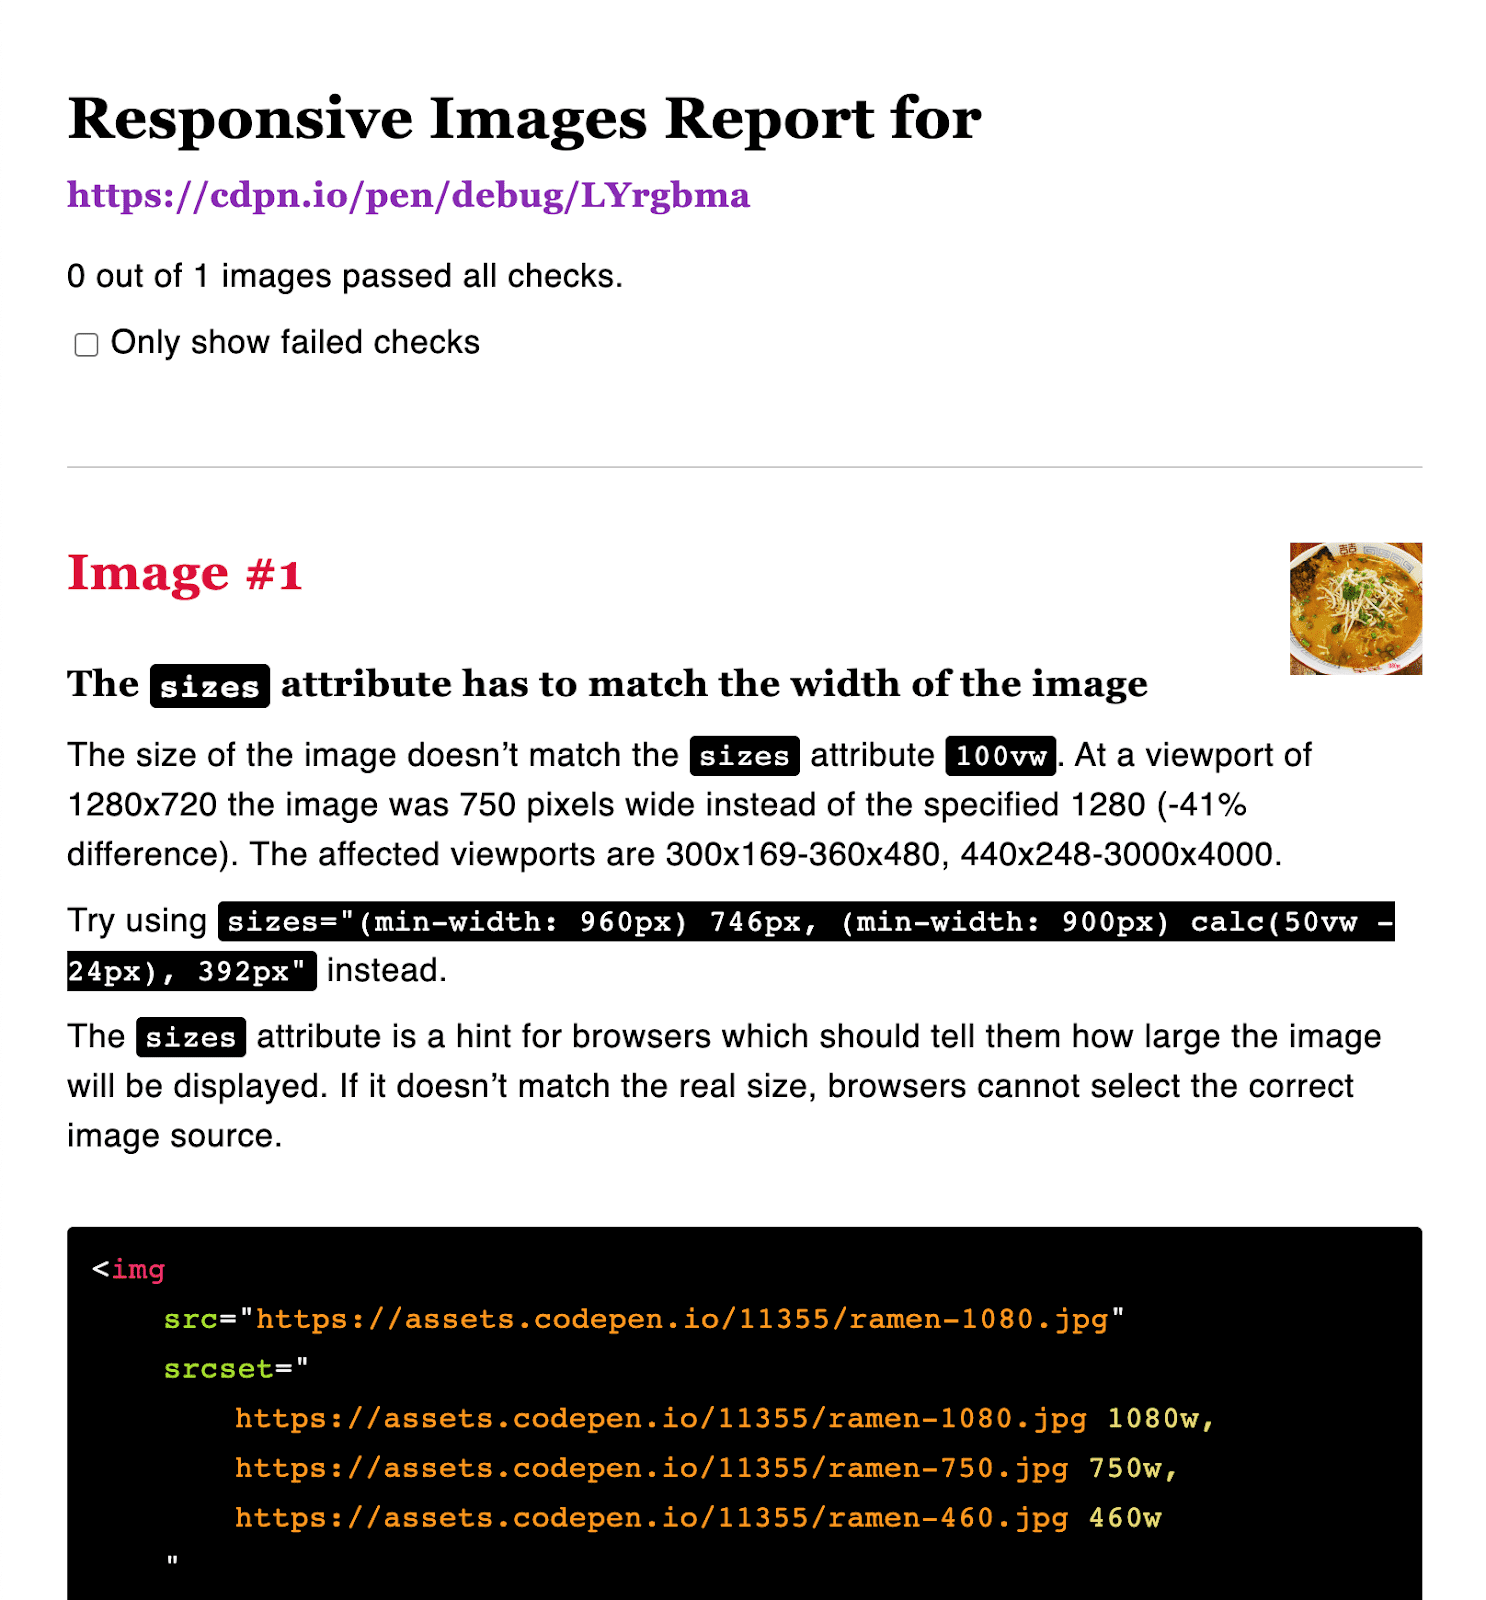 Responsive Images Report for
https://cdpn.io/pen/debug/LYrgbma
0 out of 1 images passed all checks.
Only show failed checks
Image #1
The sizes attribute has to match the width of the image
The size of the image doesn’t match the sizes attribute 100vw. At a viewport of
1280x720 the image was 750 pixels wide instead of the specified 1280 (-41%
difference). The affected viewports are 300x169-360x480, 440x248-3000x4000.
Try using sizes="(min-width: 960px) 746px, (min-width: 900px) calc(50vw -
24px), 392px" instead.
The sizes attribute is a hint for browsers which should tell them how large the image
will be displayed. If it doesn’t match the real size, browsers cannot select the correct
image source.
<img
src="https://assets.codepen.io/11355/ramen-1080.jpg"
srcset="
https://assets.codepen.io/11355/ramen-1080.jpg 1080w,
https://assets.codepen.io/11355/ramen-750.jpg 750w,
https://assets.codepen.io/11355/ramen-460.jpg 460w
"